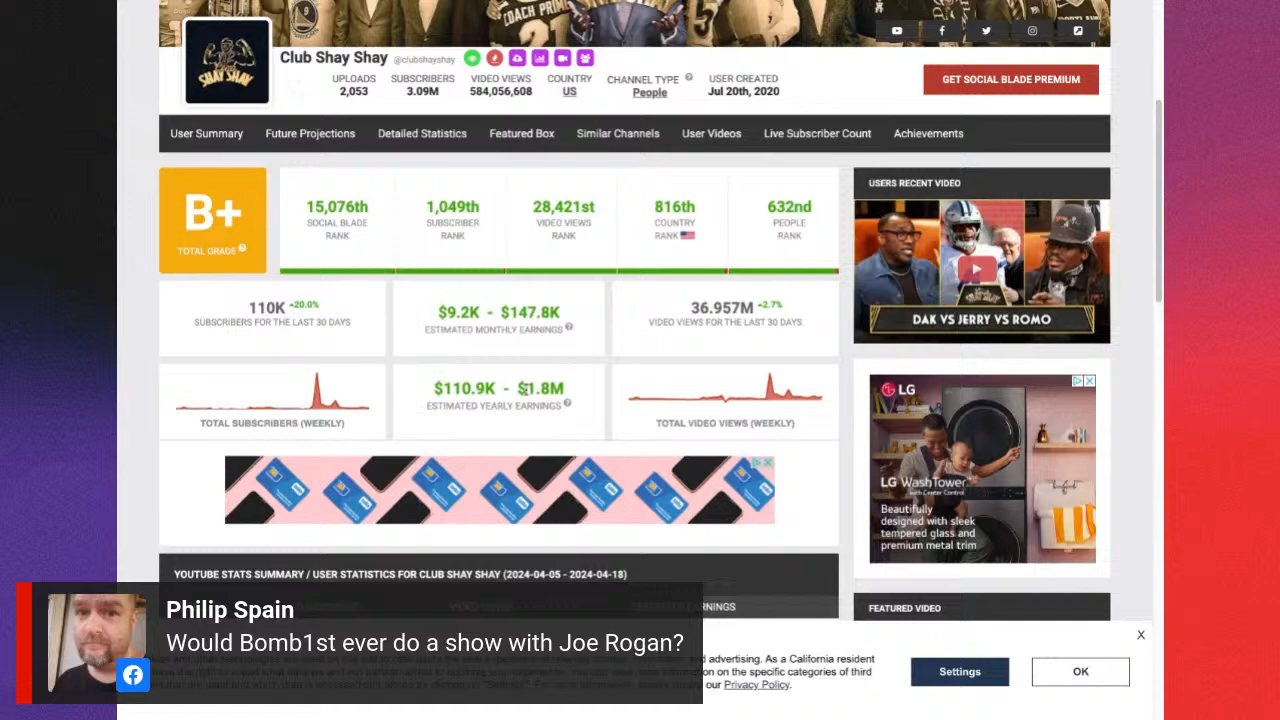 COACH PRIME
21
9
SHAY SHAY
Club Shay Shay @clubshayshay
UPLOADS
2,053
SUBSCRIBERS
3.09M
VIDEO VIEWS
584,056,608
COUNTRY
US
CHANNEL TYPE
People
USER CREATED
Jul 20th, 2020
GET SOCIAL BLADE PREMIUM
User Summary Future Projections Detailed Statistics Featured Box Similar Channels User Videos Live Subscriber Count Achievements
B+
TOTAL GRADE
15,076th
SOCIAL BLADE
RANK
1,049th
SUBSCRIBER
RANK
28,421st
VIDEO VIEWS
RANK
816th
COUNTRY
RANK
632nd
PEOPLE
RANK
110K +20.0%
SUBSCRIBERS FOR THE LAST 30 DAYS
$9.2K - $147.8K
ESTIMATED MONTHLY EARNINGS
36.957M +2.7%
VIDEO VIEWS FOR THE LAST 30 DAYS
TOTAL SUBSCRIBERS (WEEKLY)
$110.9K - $1.8M
ESTIMATED YEARLY EARNINGS
TOTAL VIDEO VIEWS (WEEKLY)
USERS RECENT VIDEO
DAK VS JERRY VS ROMO
LG
LG WashTower
with Center Control
Beautifully
designed with sleek
tempered glass and
premium metal trim
YOUTUBE STATS SUMMARY / USER STATISTICS FOR CLUB SHAY SHAY (2024-04-05 - 2024-04-18)
EARNINGS
FEATURED VIDEO
X
and advertising. As a California resident
on the specific categories of third
our Privacy Policy.
Settings
OK
Philip Spain
Would Bomb1st ever do a show with Joe Rogan?